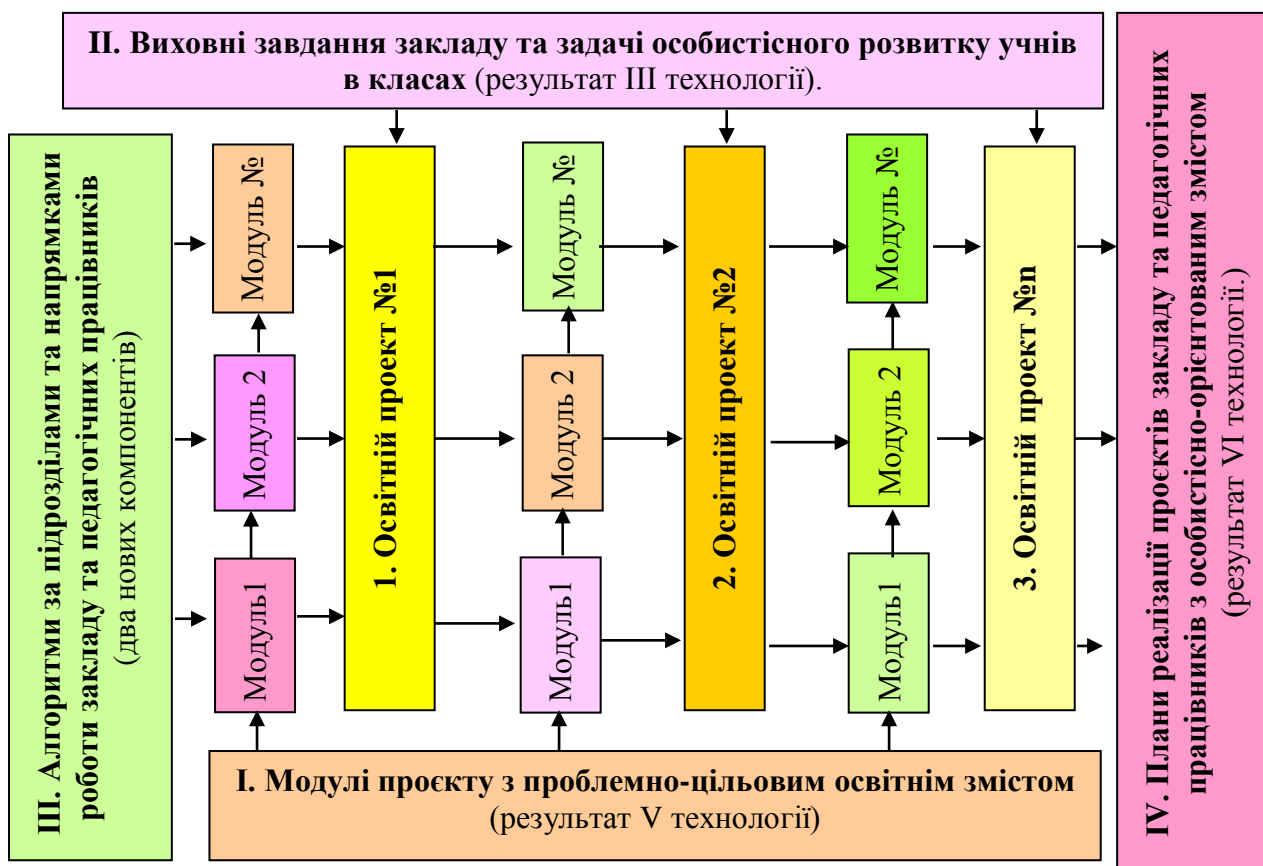 ІІ. Виховні завдання закладу та задачі особистісного розвитку учнів
в класах (результат ІІІ технології).
ІІІ. Алгоритми за підрозділами та напрямками
роботи закладу та педагогічних працівників
(два нових компонентів)
Модуль №
Модуль 2
Модуль1
1. Освітній проект №1
Модуль №
Модуль 2
Модуль1
2. Освітній проект №2
Модуль №
Модуль 2
Модуль1
3. Освітній проект №n
IV. Плани реалізації проєктів закладу та педагогічних
працівників з особистісно-орієнтованим змістом
(результат VI технології.)
І. Модулі проєкту з проблемно-цільовим освітнім змістом
(результат V технології)